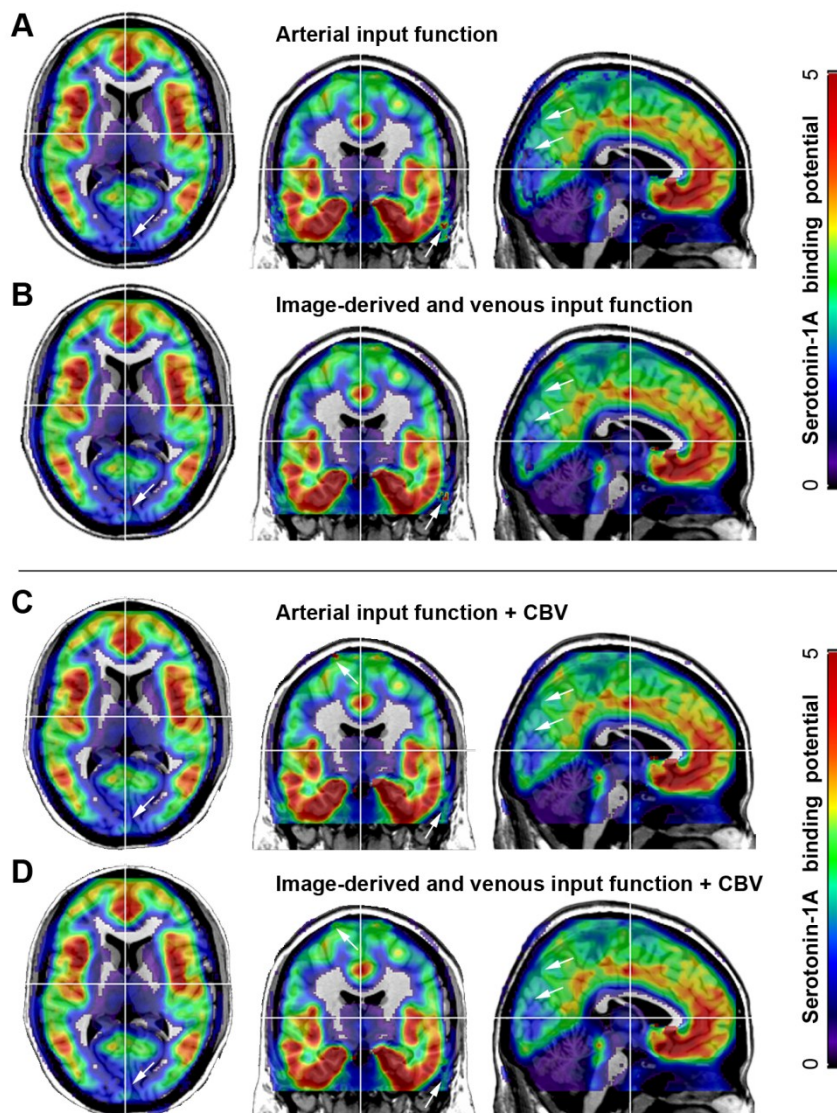 A
Arterial input function
5
Serotonin-1A binding potential
0
B
Image-derived and venous input function
C
Arterial input function + CBV
5
Serotonin-1A binding potential
0
D
Image-derived and venous input function + CBV